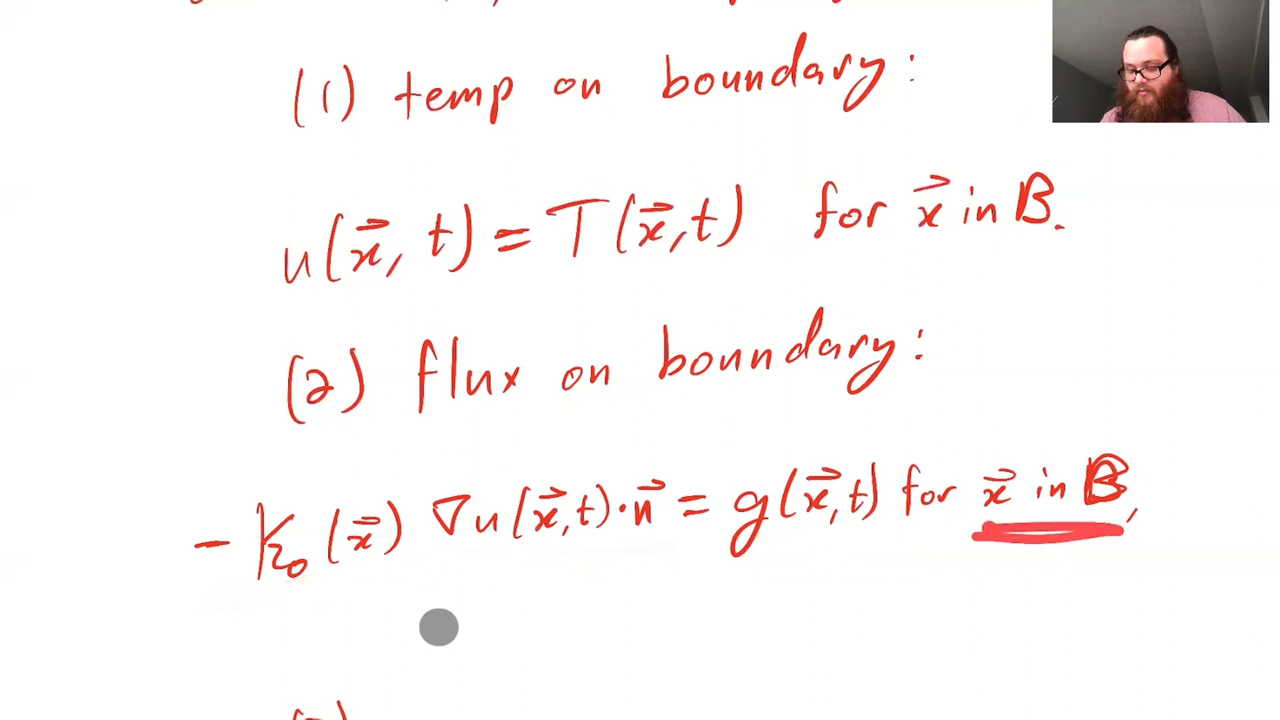 (1) temp on boundary:
u(x⃗, t) = T(x⃗, t) for x⃗ in B.
(2) flux on boundary:
- K₀(x⃗) ∇u(x⃗, t)·n⃗ = g(x⃗, t) for x⃗ in B,